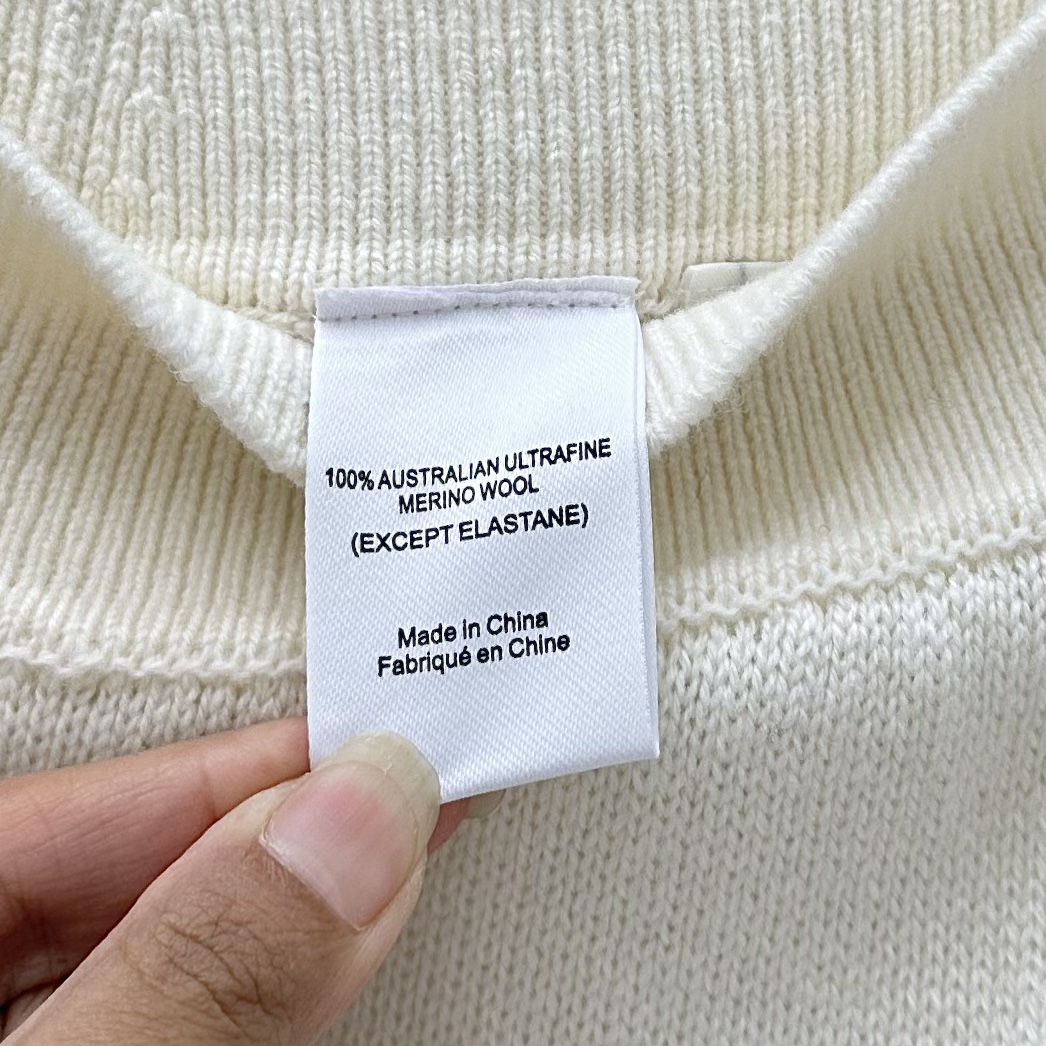 100% AUSTRALIAN ULTRAFINE
MERINO WOOL
(EXCEPT ELASTANE)
Made in China
Fabriqué en Chine